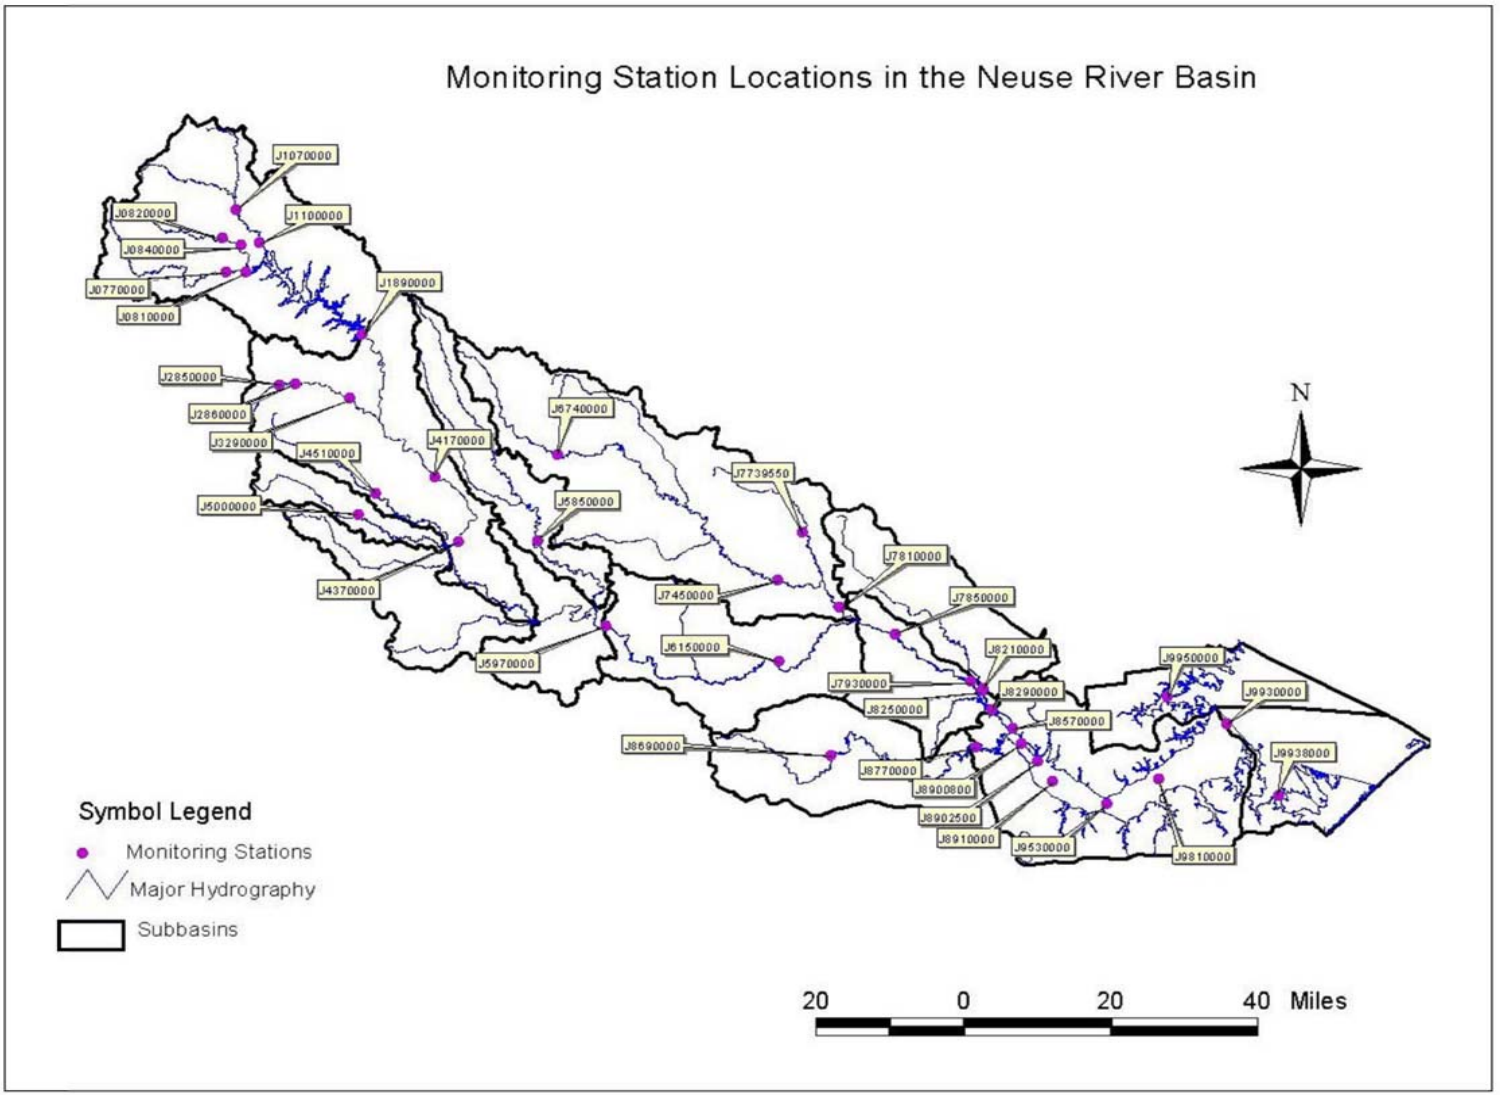 Monitoring Station Locations in the Neuse River Basin
J1070000
J0820000
J1100000
J0840000
J1890000
J0770000
J0810000
J2850000
J2860000
J6740000
J3290000
J4170000
J4510000
J7739550
J5000000
J5850000
J7810000
J4370000
J7450000
J7850000
J6150000
J8210000
J5970000
J9950000
J7930000
J8290000
J9930000
J8250000
J8570000
J8690000
J9938000
J8770000
J8900800
J8902500
J8910000
J9530000
J9810000
N
Symbol Legend
Monitoring Stations
Major Hydrography
Subbasins
20 0 20 40 Miles